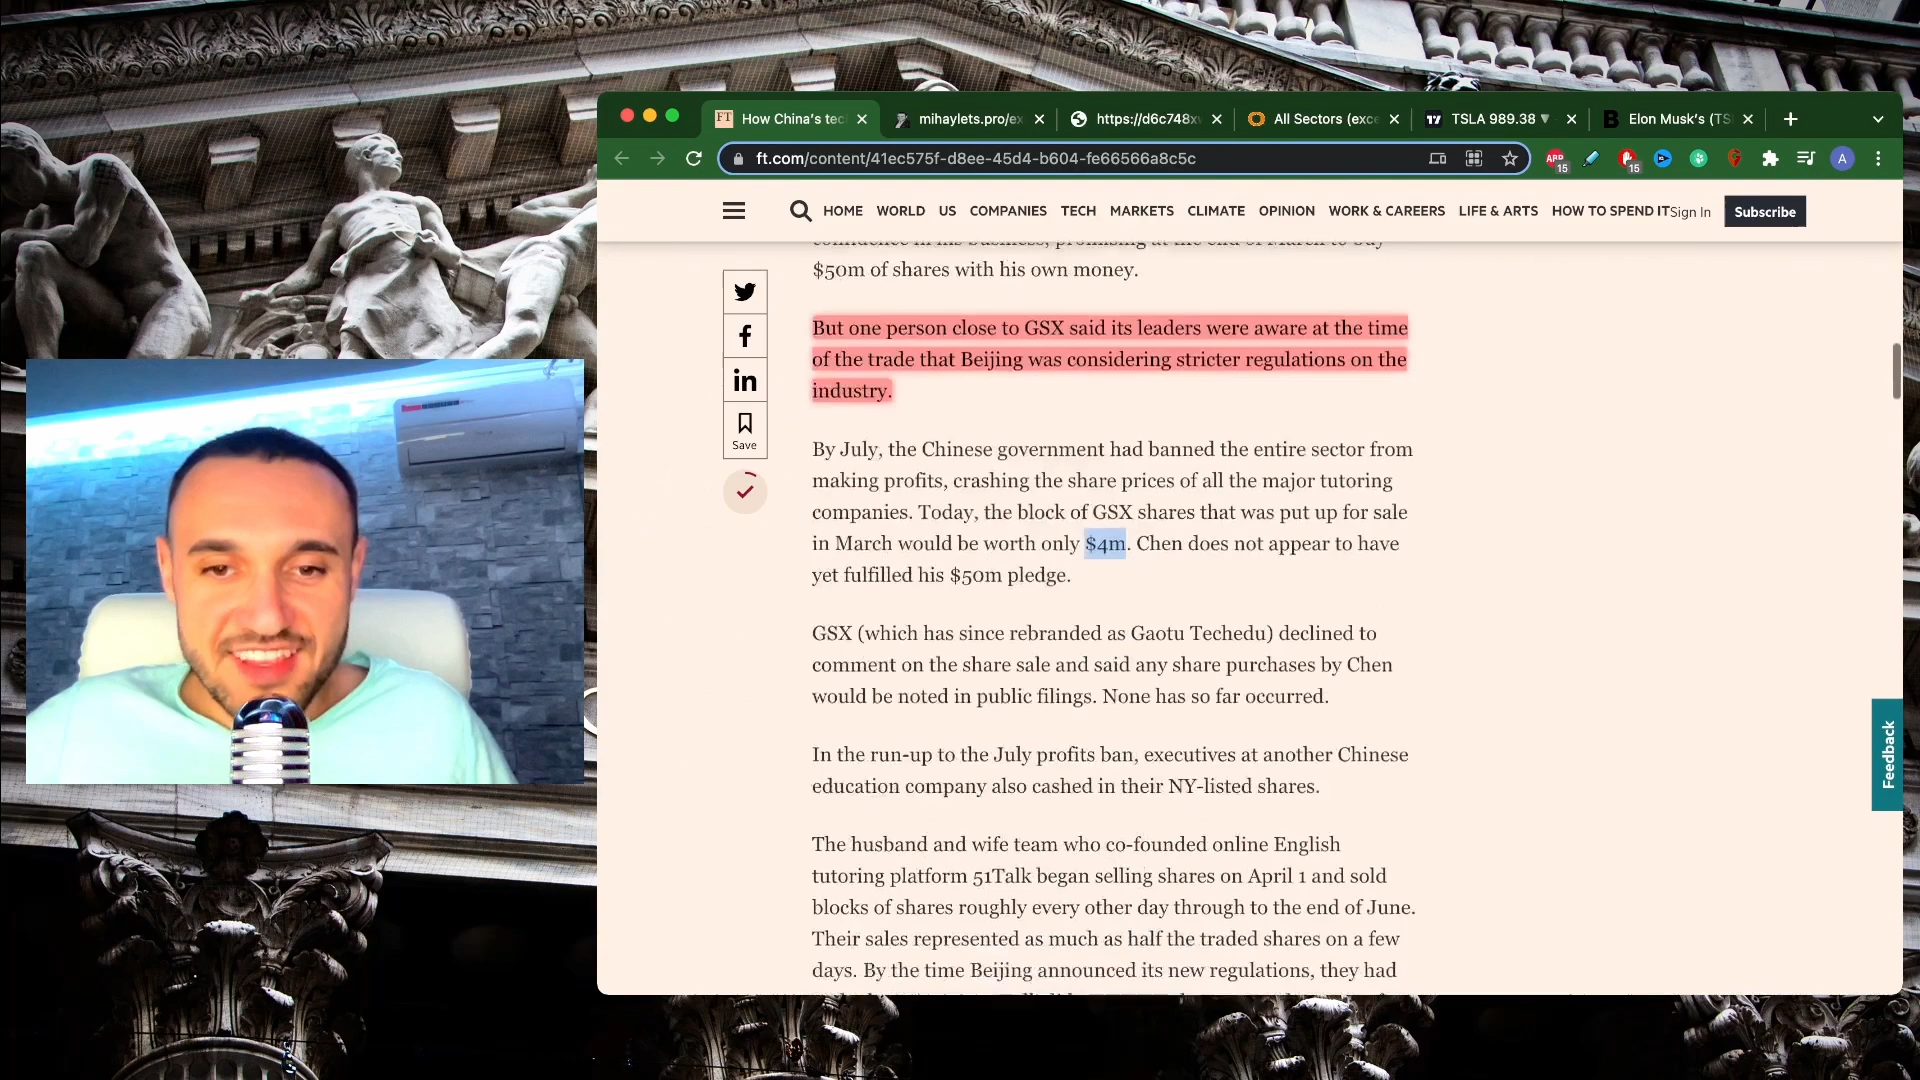 FT How China's tec
mihaylets.pro/ex
https://d6c748x
All Sectors (exce
TSLA 989.38 ▼
B Elon Musk's (TS
ft.com/content/41ec575f-d8ee-45d4-b604-fe66566a8c5c
ABP 15
15
A
HOME WORLD US COMPANIES TECH MARKETS CLIMATE OPINION WORK & CAREERS LIFE & ARTS HOW TO SPEND IT Sign In Subscribe
confidence in his business, promising at the end of March to buy
$50m of shares with his own money.
But one person close to GSX said its leaders were aware at the time
of the trade that Beijing was considering stricter regulations on the
industry.
Save
By July, the Chinese government had banned the entire sector from
making profits, crashing the share prices of all the major tutoring
companies. Today, the block of GSX shares that was put up for sale
in March would be worth only $4m. Chen does not appear to have
yet fulfilled his $50m pledge.
GSX (which has since rebranded as Gaotu Techedu) declined to
comment on the share sale and said any share purchases by Chen
would be noted in public filings. None has so far occurred.
In the run-up to the July profits ban, executives at another Chinese
education company also cashed in their NY-listed shares.
The husband and wife team who co-founded online English
tutoring platform 51Talk began selling shares on April 1 and sold
blocks of shares roughly every other day through to the end of June.
Their sales represented as much as half the traded shares on a few
days. By the time Beijing announced its new regulations, they had
Feedback